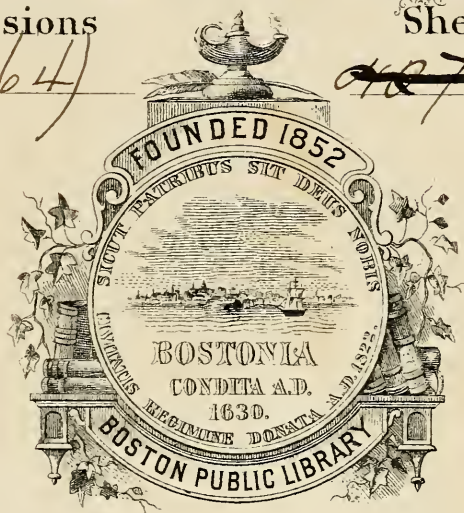 sions She
64)
FOUNDED 1852
SICUT PATRIBUS SIT DEUS NOBIS
BOSTONIA
CONDITA A.D.
1630.
CIVITATIS REGIMINE DONATA A.D. 1822.
BOSTON PUBLIC LIBRARY